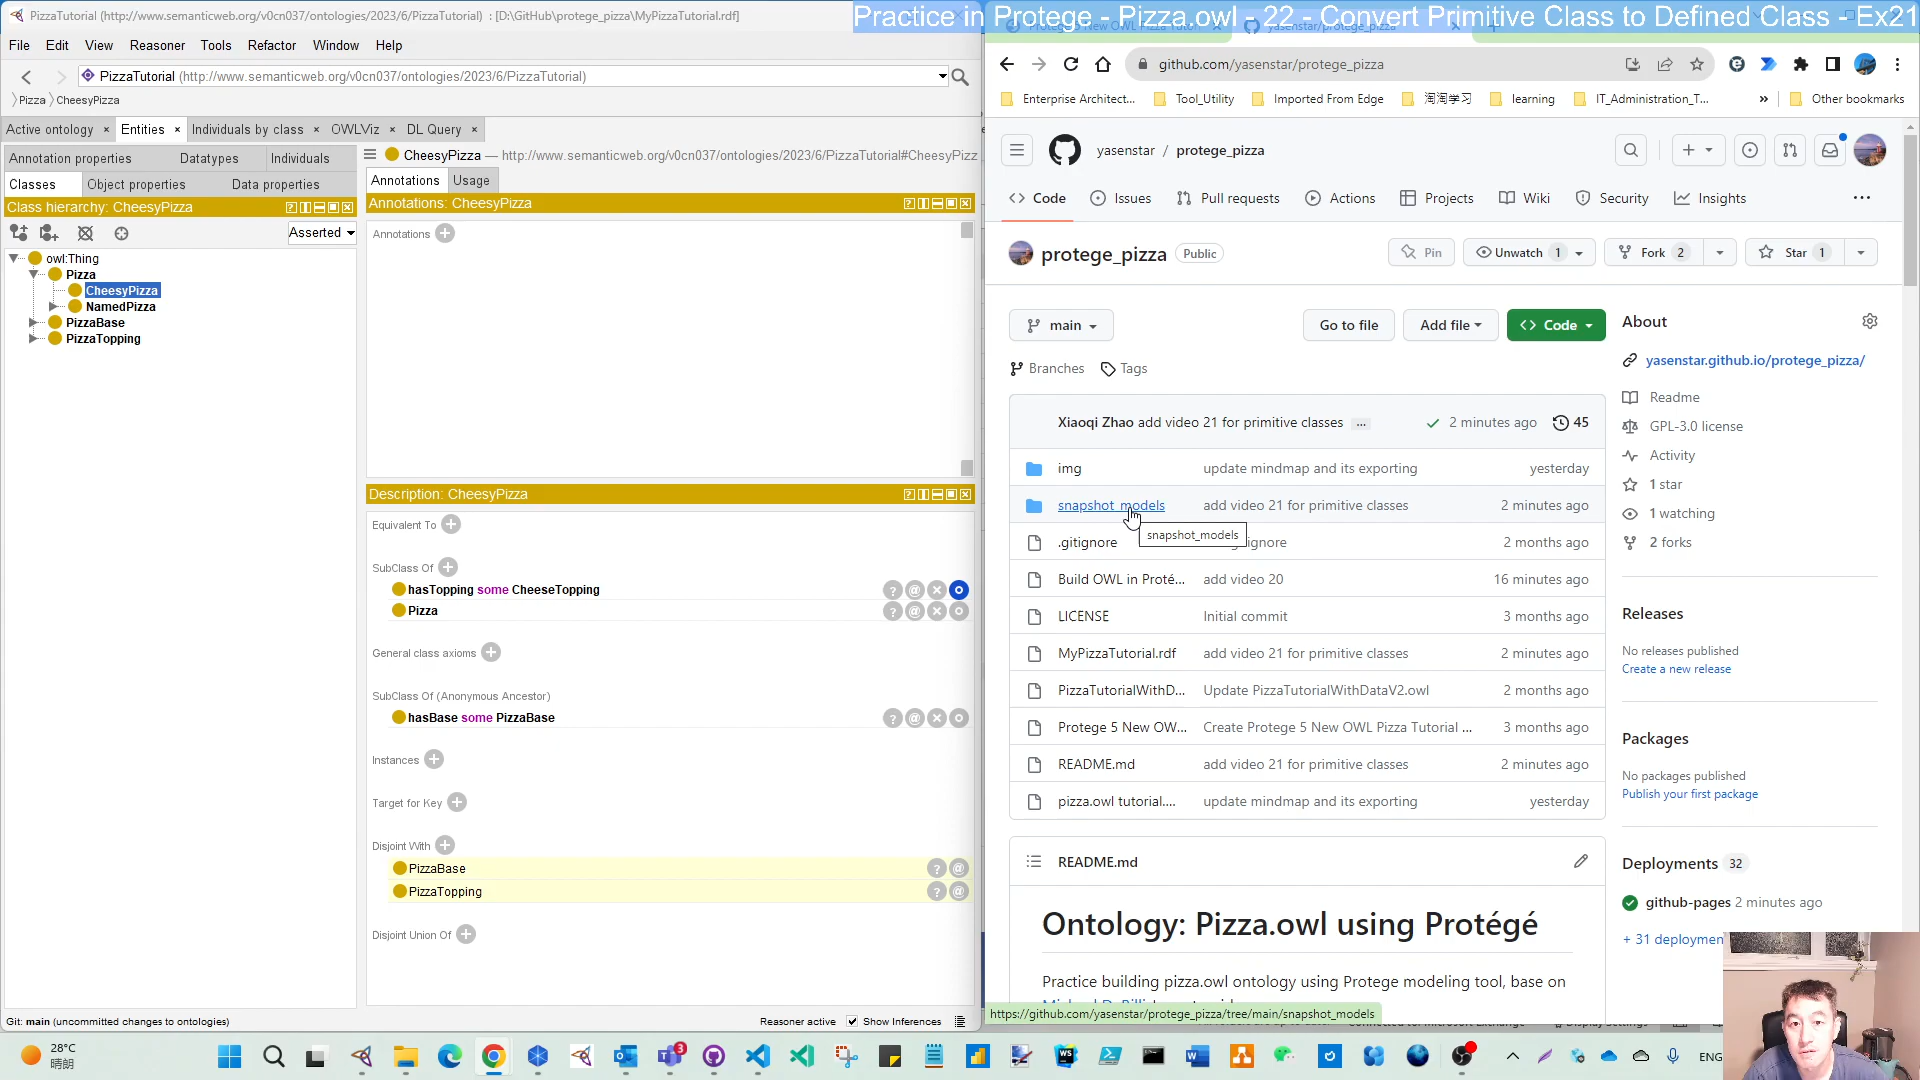 Practice in Protege - Pizza.owl - 22 - Convert Primitive Class to Defined Class - Ex21
PizzaTutorial (http://www.semanticweb.org/v0cn037/ontologies/2023/6/PizzaTutorial) : [D:\GitHub\protege_pizza\MyPizzaTutorial.rdf]
File Edit View Reasoner Tools Refactor Window Help
PizzaTutorial (http://www.semanticweb.org/v0cn037/ontologies/2023/6/PizzaTutorial)
Pizza CheesyPizza
Active ontology × Entities × Individuals by class × OWLViz × DL Query ×
Annotation properties Datatypes Individuals
Classes Object properties Data properties
Class hierarchy: CheesyPizza
Asserted
owl:Thing
Pizza
CheesyPizza
NamedPizza
PizzaBase
PizzaTopping
CheesyPizza — http://www.semanticweb.org/v0cn037/ontologies/2023/6/PizzaTutorial#CheesyPizz
Annotations Usage
Annotations: CheesyPizza
Annotations
Description: CheesyPizza
Equivalent To
SubClass Of
hasTopping some CheeseTopping
Pizza
General class axioms
SubClass Of (Anonymous Ancestor)
hasBase some PizzaBase
Instances
Target for Key
Disjoint With
PizzaBase
PizzaTopping
Disjoint Union Of
Git: main (uncommitted changes to ontologies)
Reasoner active Show Inferences
github.com/yasenstar/protege_pizza
Enterprise Architect... Tool_Utility Imported From Edge 淘淘学习 learning IT_Administration_T... » Other bookmarks
yasenstar / protege_pizza
Code Issues Pull requests Actions Projects Wiki Security Insights
protege_pizza Public
Pin Unwatch 1 Fork 2 Star 1
main Go to file Add file Code
Branches Tags
Xiaoqi Zhao add video 21 for primitive classes ... 2 minutes ago 45
img update mindmap and its exporting yesterday
snapshot_models add video 21 for primitive classes 2 minutes ago
snapshot_models
.gitignore ignore 2 months ago
Build OWL in Proté... add video 20 16 minutes ago
LICENSE Initial commit 3 months ago
MyPizzaTutorial.rdf add video 21 for primitive classes 2 minutes ago
PizzaTutorialWithD... Update PizzaTutorialWithDataV2.owl 2 months ago
Protege 5 New OW... Create Protege 5 New OWL Pizza Tutorial ... 3 months ago
README.md add video 21 for primitive classes 2 minutes ago
pizza.owl tutorial.... update mindmap and its exporting yesterday
README.md
Ontology: Pizza.owl using Protégé
Practice building pizza.owl ontology using Protege modeling tool, base on
https://github.com/yasenstar/protege_pizza/tree/main/snapshot_models
About
yasenstar.github.io/protege_pizza/
Readme
GPL-3.0 license
Activity
1 star
1 watching
2 forks
Releases
No releases published
Create a new release
Packages
No packages published
Publish your first package
Deployments 32
github-pages 2 minutes ago
+ 31 deploymen
28°C
晴朗
3
ENG